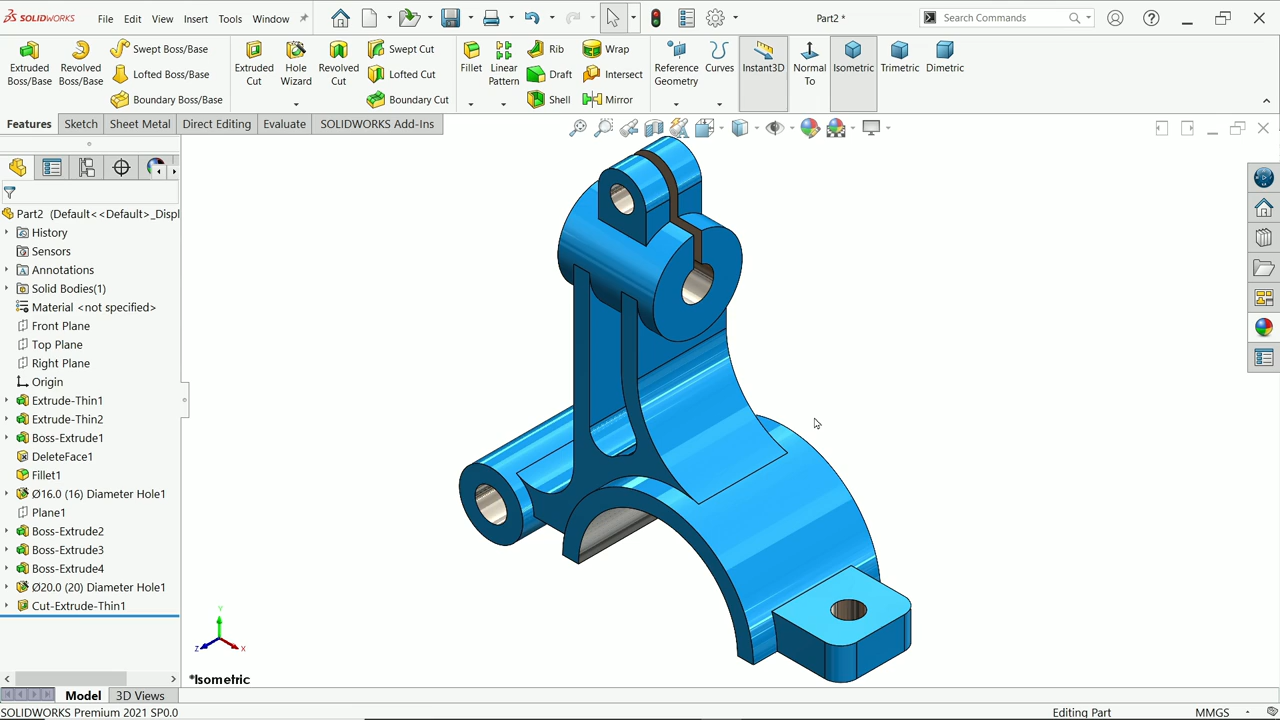 SOLIDWORKS File Edit View Insert Tools Window Part2 * Search Commands
Extruded Boss/Base
Revolved Boss/Base
Swept Boss/Base
Lofted Boss/Base
Boundary Boss/Base
Extruded Cut
Hole Wizard
Revolved Cut
Swept Cut
Lofted Cut
Boundary Cut
Fillet
Linear Pattern
Rib
Draft
Shell
Wrap
Intersect
Mirror
Reference Geometry
Curves
Instant3D
Normal To
Isometric
Trimetric
Dimetric
Features Sketch Sheet Metal Direct Editing Evaluate SOLIDWORKS Add-Ins
Part2 (Default<<Default>_Displ
History
Sensors
Annotations
Solid Bodies(1)
Material <not specified>
Front Plane
Top Plane
Right Plane
Origin
Extrude-Thin1
Extrude-Thin2
Boss-Extrude1
DeleteFace1
Fillet1
Ø16.0 (16) Diameter Hole1
Plane1
Boss-Extrude2
Boss-Extrude3
Boss-Extrude4
Ø20.0 (20) Diameter Hole1
Cut-Extrude-Thin1
Y
Z X
*Isometric
Model 3D Views
SOLIDWORKS Premium 2021 SP0.0 Editing Part MMGS